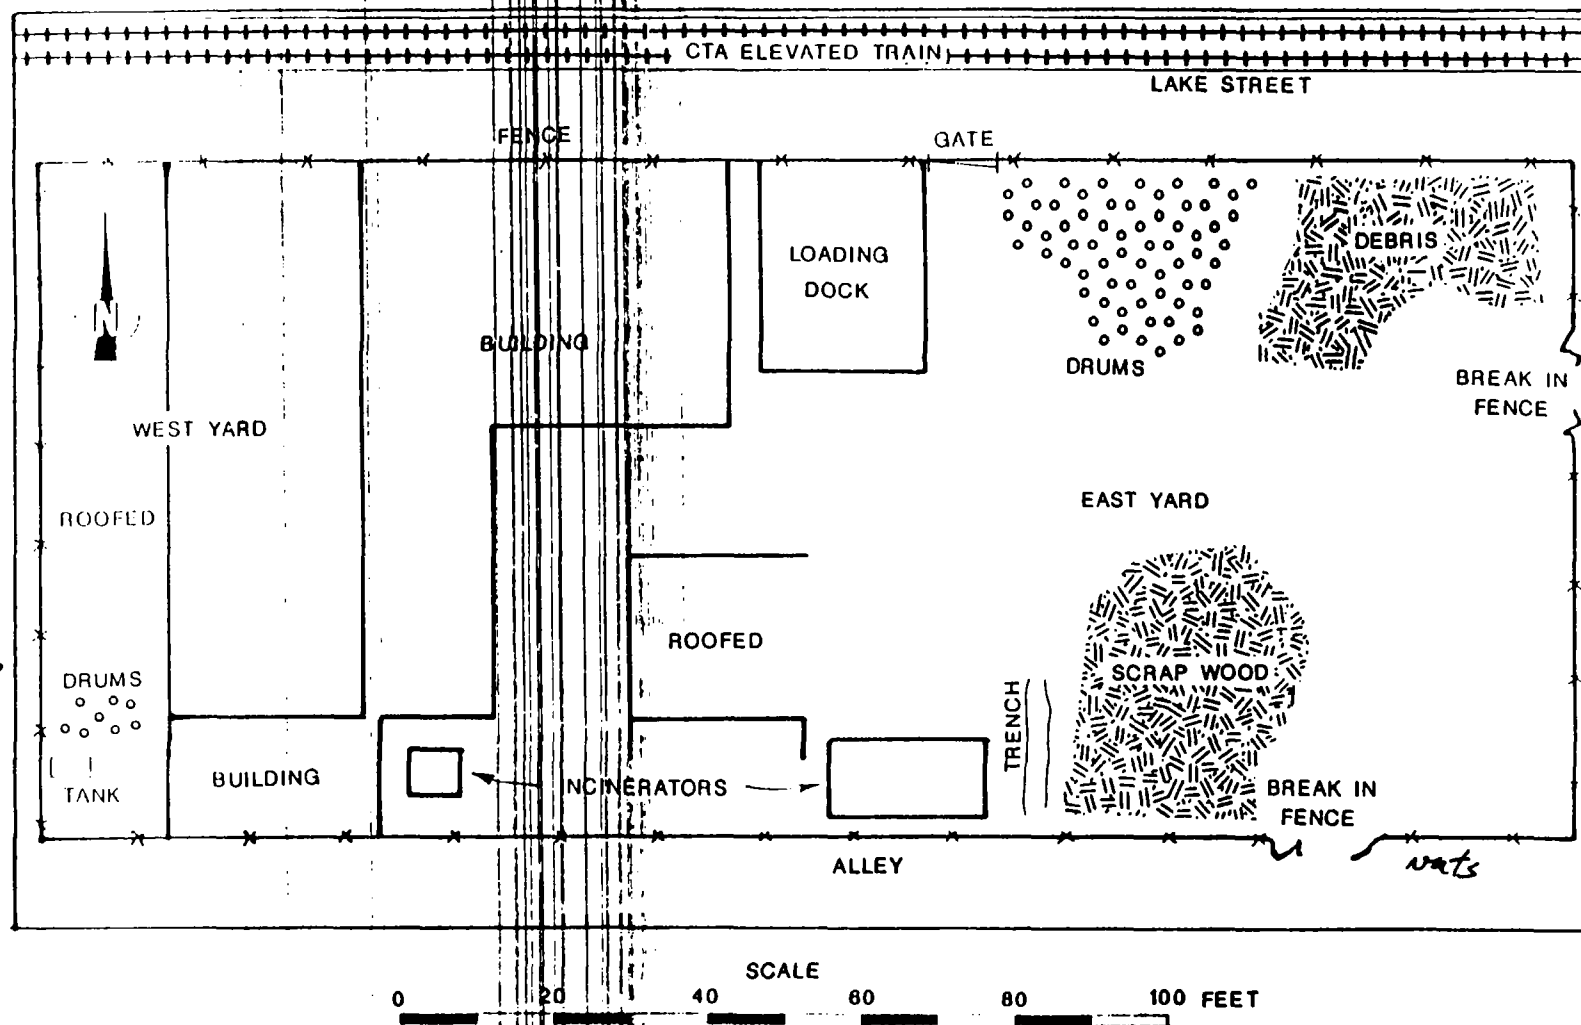 CTA ELEVATED TRAIN
LAKE STREET
FENCE
GATE
LOADING
DOCK
DEBRIS
N
BUILDING
DRUMS
BREAK IN
FENCE
WEST YARD
EAST YARD
ROOFED
ROOFED
SCRAP WOOD
DRUMS
TRENCH
BUILDING
INCINERATORS
TANK
BREAK IN
FENCE
ALLEY
vats
SCALE
0 20 40 60 80 100 FEET